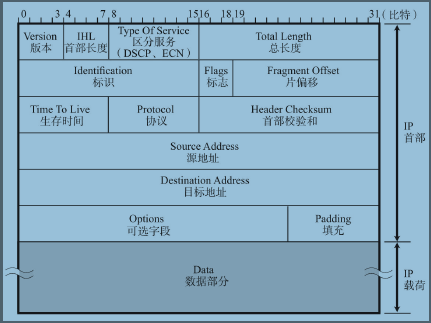 0 3 4 7 8 15 16 18 19 31 (比特)
Version IHL Type Of Service Total Length
版本 首部长度 区分服务 总长度
(DSCP、ECN)
Identification Flags Fragment Offset
标识 标志 片偏移
Time To Live Protocol Header Checksum
生存时间 协议 首部校验和
Source Address
源地址
Destination Address
目标地址
Options Padding
可选字段 填充
IP
首部
Data
数据部分
IP
载荷